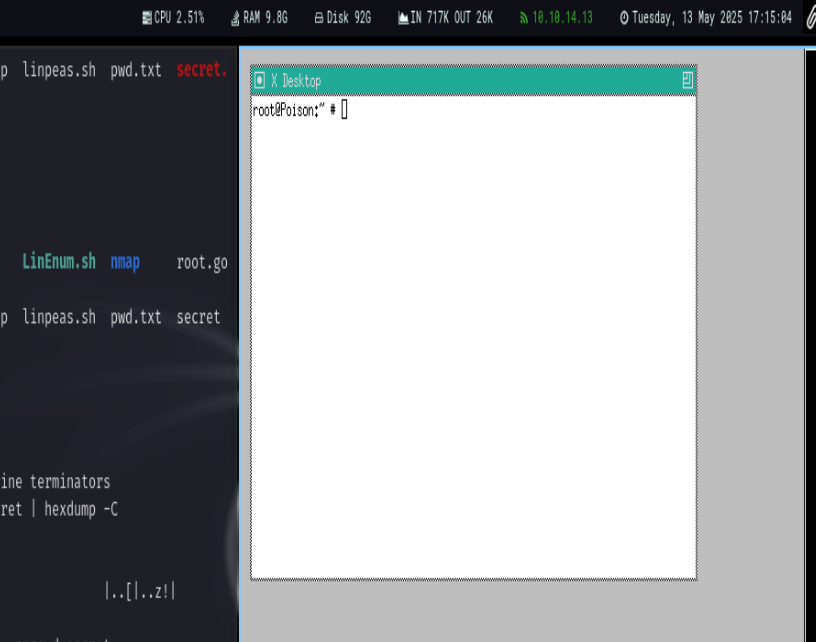 CPU 2.51% RAM 9.8G Disk 92G IN 717K OUT 26K 10.10.14.13 Tuesday, 13 May 2025 17:15:04
p linpeas.sh pwd.txt secret.
X Desktop
root@Poison:~ #
LinEnum.sh nmap root.go
p linpeas.sh pwd.txt secret
ine terminators
ret | hexdump -C
|..[|..z!|